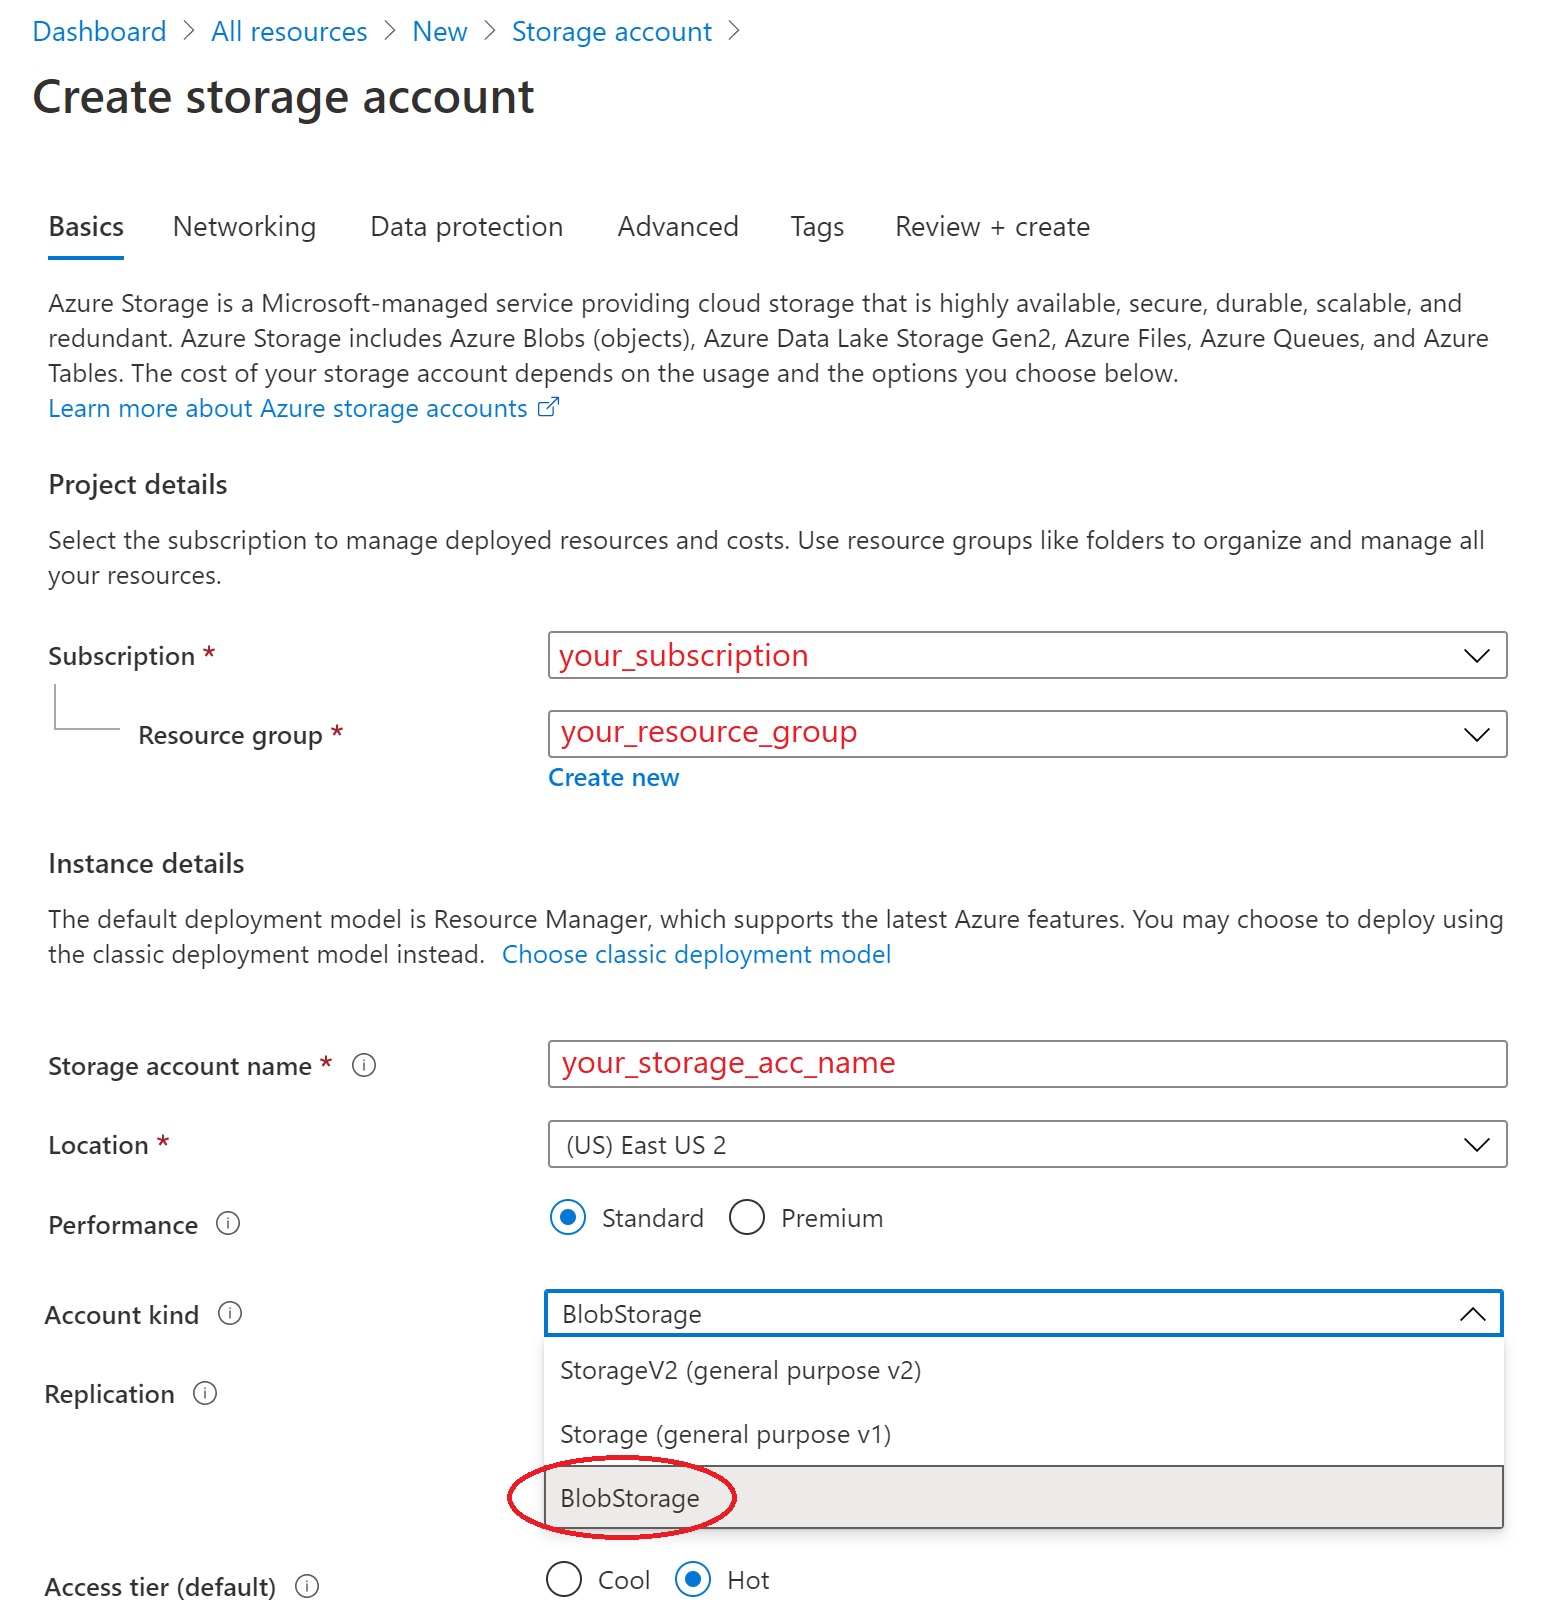 Dashboard > All resources > New > Storage account >
Create storage account
Basics Networking Data protection Advanced Tags Review + create
Azure Storage is a Microsoft-managed service providing cloud storage that is highly available, secure, durable, scalable, and
redundant. Azure Storage includes Azure Blobs (objects), Azure Data Lake Storage Gen2, Azure Files, Azure Queues, and Azure
Tables. The cost of your storage account depends on the usage and the options you choose below.
Learn more about Azure storage accounts
Project details
Select the subscription to manage deployed resources and costs. Use resource groups like folders to organize and manage all
your resources.
Subscription * your_subscription
Resource group * your_resource_group
Create new
Instance details
The default deployment model is Resource Manager, which supports the latest Azure features. You may choose to deploy using
the classic deployment model instead. Choose classic deployment model
Storage account name * your_storage_acc_name
Location * (US) East US 2
Performance Standard Premium
Account kind BlobStorage
StorageV2 (general purpose v2)
Replication
Storage (general purpose v1)
BlobStorage
Access tier (default) Cool Hot